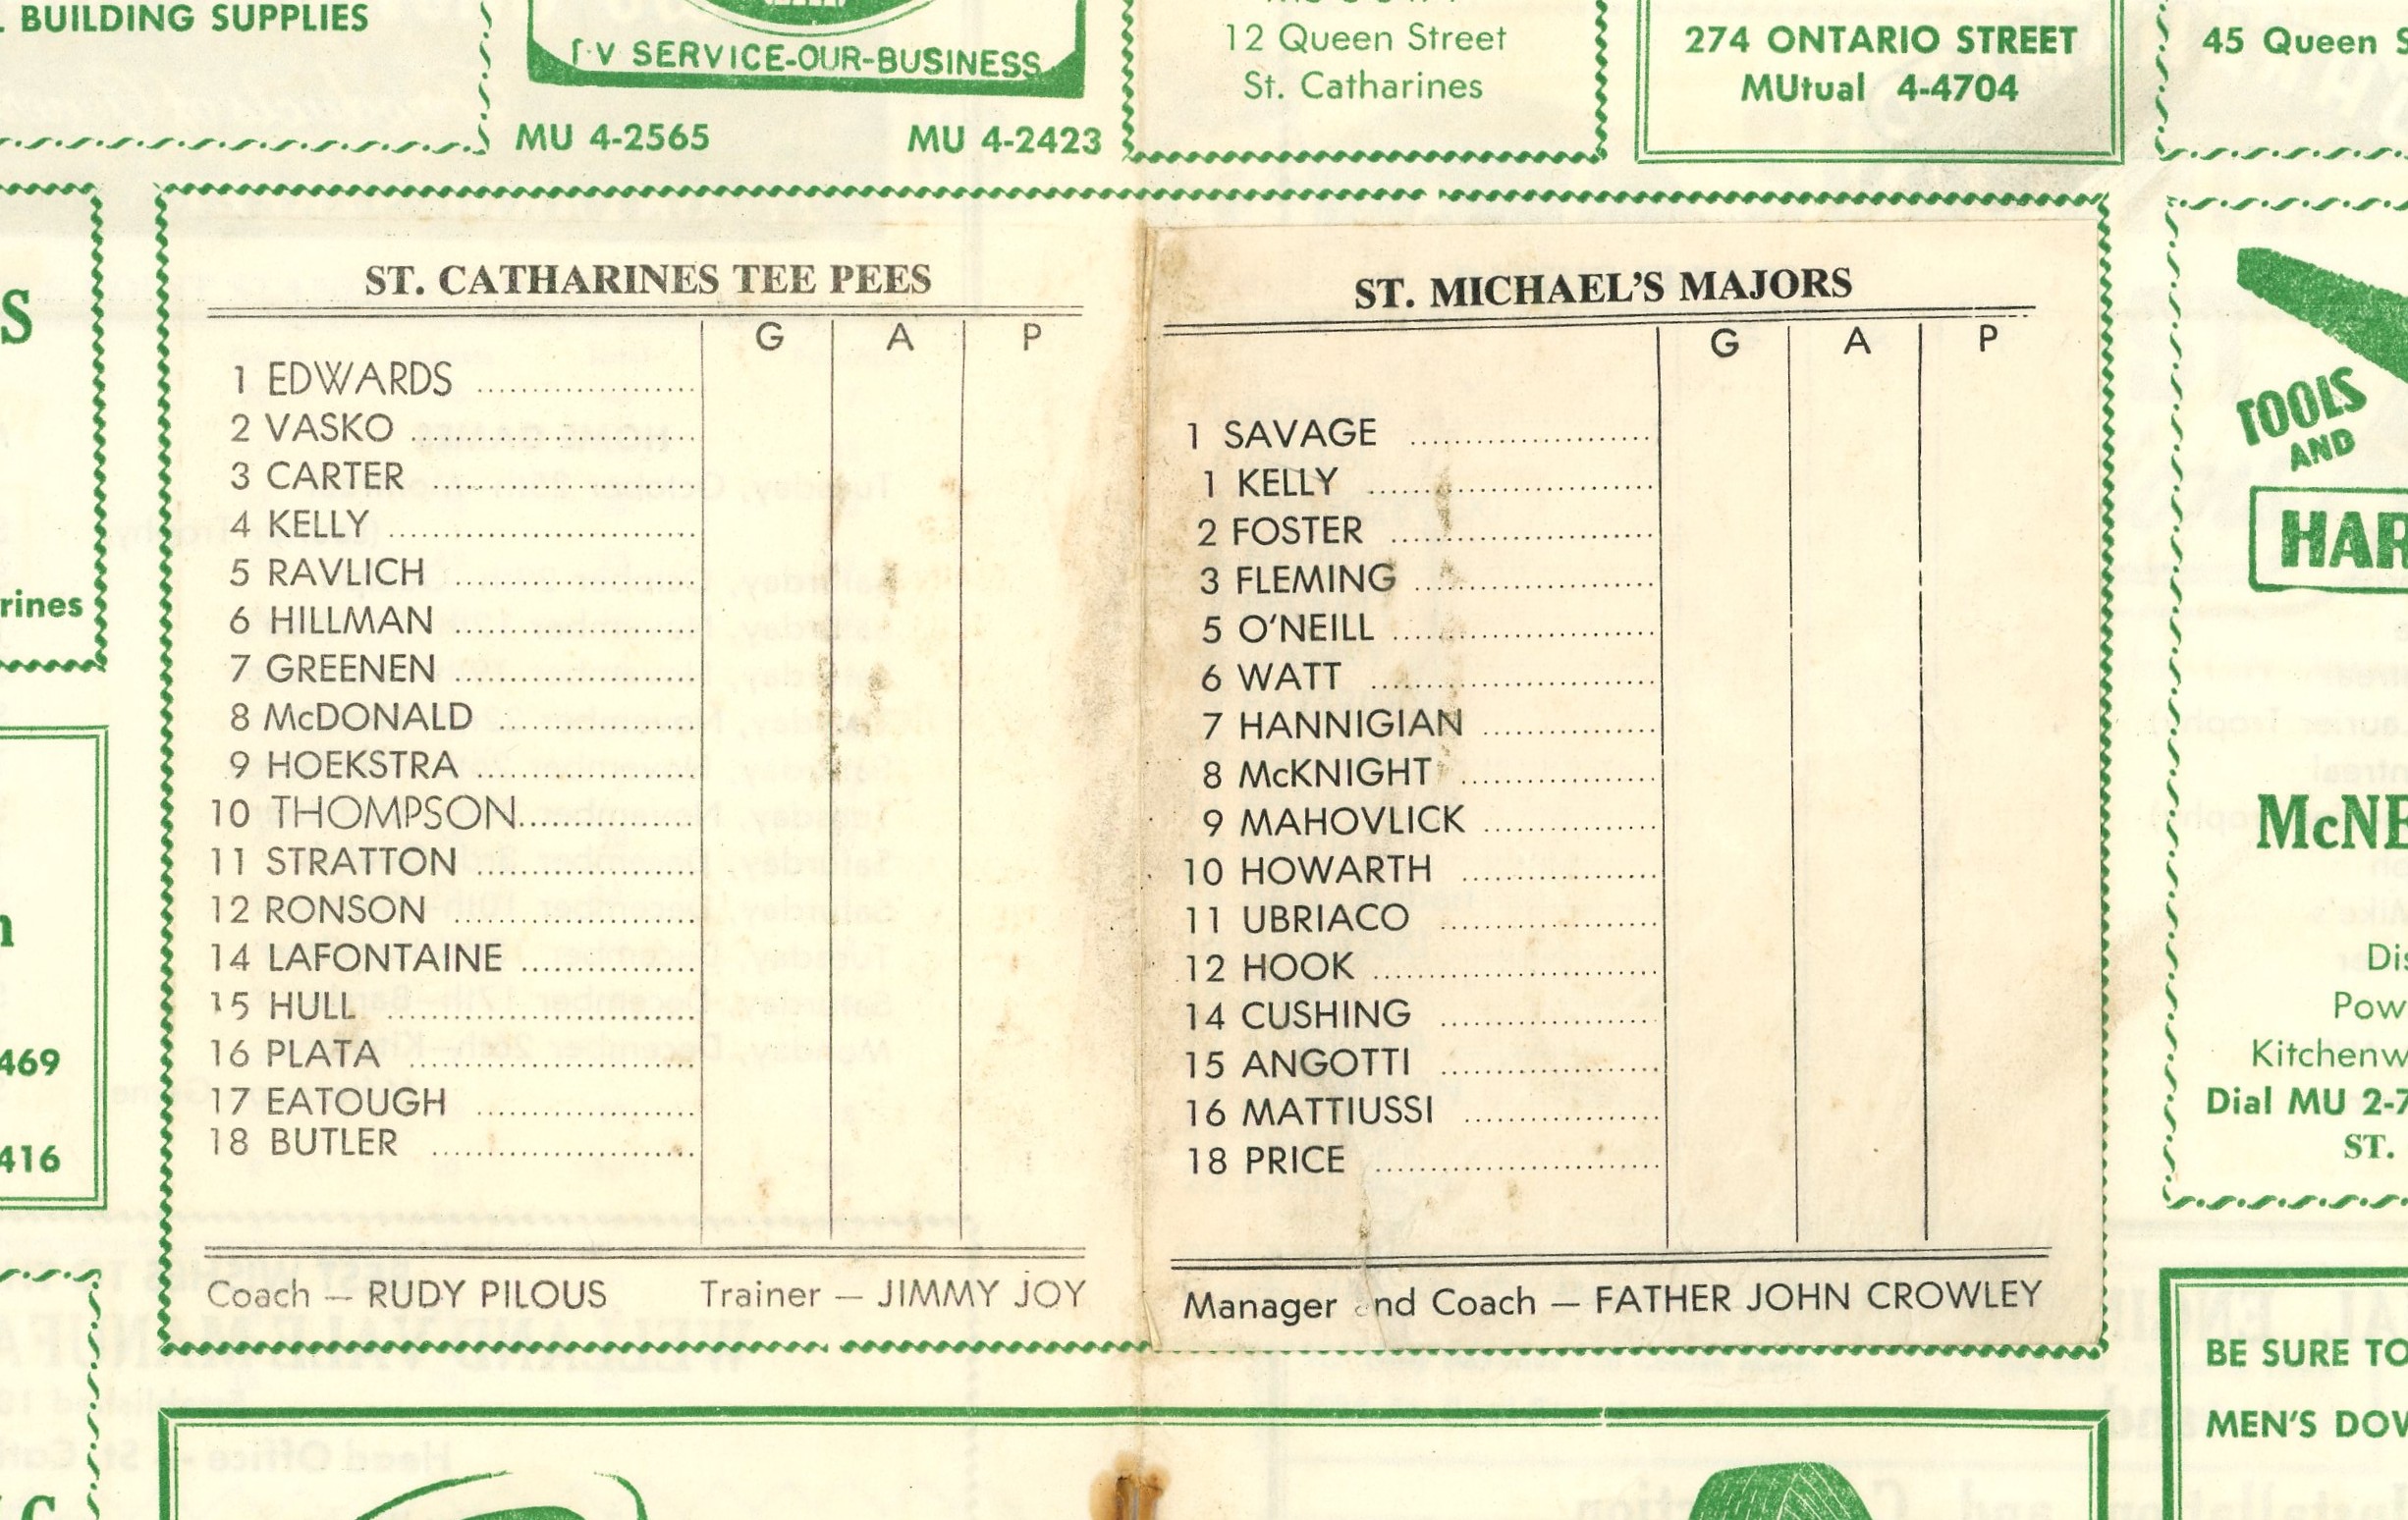 BUILDING SUPPLIES
T-V SERVICE-OUR-BUSINESS
MU 4-2565 MU 4-2423
12 Queen Street
St. Catharines
274 ONTARIO STREET
MUtual 4-4704
45 Queen
ST. CATHARINES TEE PEES
G A P
1 EDWARDS
2 VASKO
3 CARTER
4 KELLY
5 RAVLICH
6 HILLMAN
7 GREENEN
8 McDONALD
9 HOEKSTRA
10 THOMPSON
11 STRATTON
12 RONSON
14 LAFONTAINE
15 HULL
16 PLATA
17 EATOUGH
18 BUTLER
Coach — RUDY PILOUS Trainer — JIMMY JOY
ST. MICHAEL'S MAJORS
G A P
1 SAVAGE
1 KELLY
2 FOSTER
3 FLEMING
5 O'NEILL
6 WATT
7 HANNIGIAN
8 McKNIGHT
9 MAHOVLICK
10 HOWARTH
11 UBRIACO
12 HOOK
14 CUSHING
15 ANGOTTI
16 MATTIUSSI
18 PRICE
Manager and Coach — FATHER JOHN CROWLEY
S
rines
n
469
416
TOOLS
AND
HAR
McNE
Dis
Pow
Kitchenw
Dial MU 2-7
ST.
BE SURE TO
MEN'S DOW